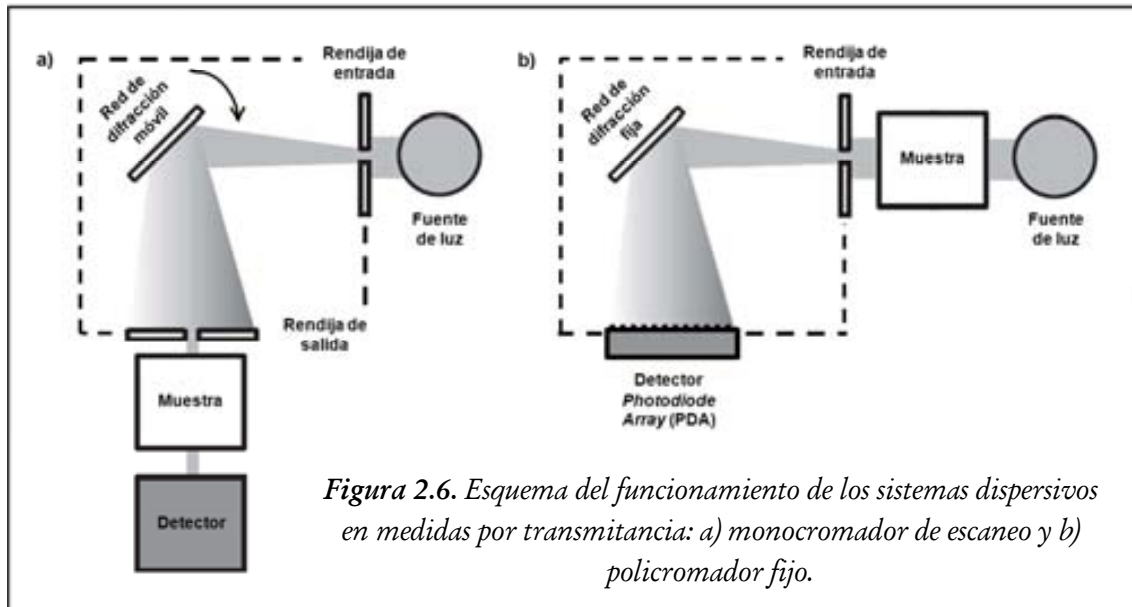 a)
Red de
difracción
móvil
Rendija de
entrada
Fuente
de luz
Rendija de
salida
Muestra
Detector
b)
Red de
difracción
fija
Rendija de
entrada
Muestra
Fuente
de luz
Detector
Photodiode
Array (PDA)
Figura 2.6. Esquema del funcionamiento de los sistemas dispersivos
en medidas por transmitancia: a) monocromador de escaneo y b)
policromador fijo.